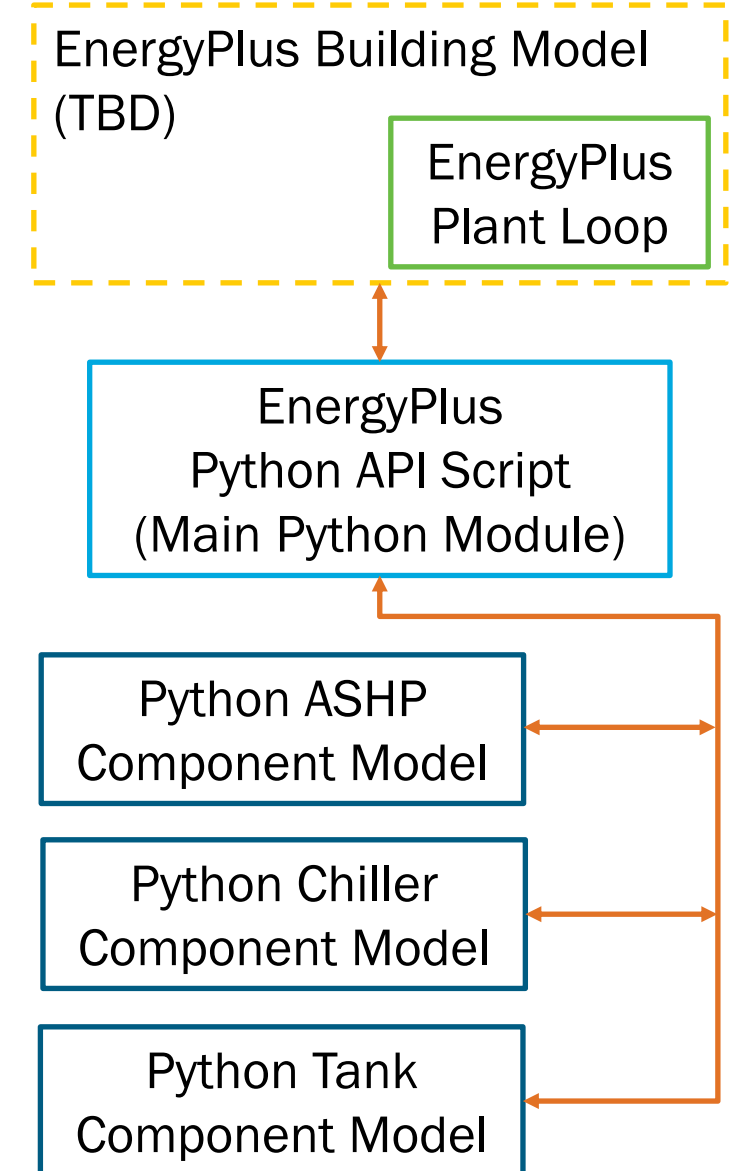 EnergyPlus Building Model
(TBD)
EnergyPlus
Plant Loop
EnergyPlus
Python API Script
(Main Python Module)
Python ASHP
Component Model
Python Chiller
Component Model
Python Tank
Component Model